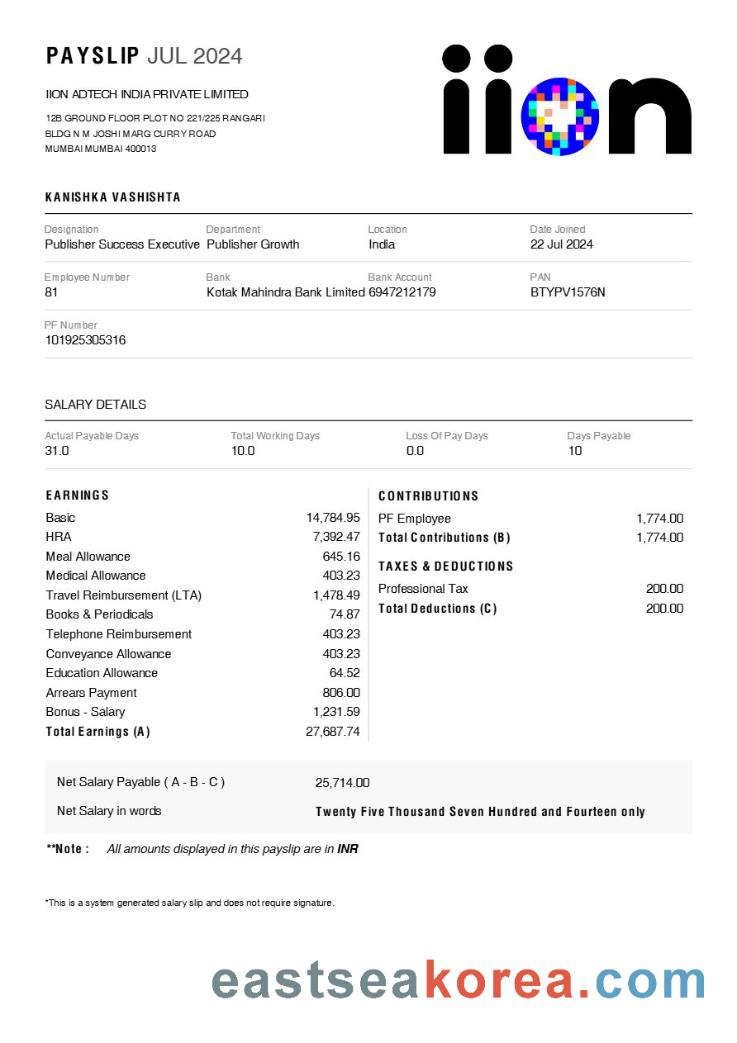 PAYSLIP JUL 2024
iion
IION ADTECH INDIA PRIVATE LIMITED
12B GROUND FLOOR PLOT NO 221/225 RANGARI
BLDG N M JOSHI MARG CURRY ROAD
MUMBAI MUMBAI 400013
KANISHKA VASHISHTA
Designation Department Location Date Joined
Publisher Success Executive Publisher Growth India 22 Jul 2024
Employee Number Bank Bank Account PAN
81 Kotak Mahindra Bank Limited 6947212179 BTYPV1576N
PF Number
101925305316
SALARY DETAILS
Actual Payable Days Total Working Days Loss Of Pay Days Days Payable
31.0 10.0 0.0 10
EARNINGS
Basic 14,784.95
HRA 7,392.47
Meal Allowance 645.16
Medical Allowance 403.23
Travel Reimbursement (LTA) 1,478.49
Books & Periodicals 74.87
Telephone Reimbursement 403.23
Conveyance Allowance 403.23
Education Allowance 64.52
Arrears Payment 806.00
Bonus - Salary 1,231.59
Total Earnings (A) 27,687.74
CONTRIBUTIONS
PF Employee 1,774.00
Total Contributions (B) 1,774.00
TAXES & DEDUCTIONS
Professional Tax 200.00
Total Deductions (C) 200.00
Net Salary Payable ( A - B - C ) 25,714.00
Net Salary in words Twenty Five Thousand Seven Hundred and Fourteen only
**Note : All amounts displayed in this payslip are in INR
*This is a system generated salary slip and does not require signature.
eastseakorea.com